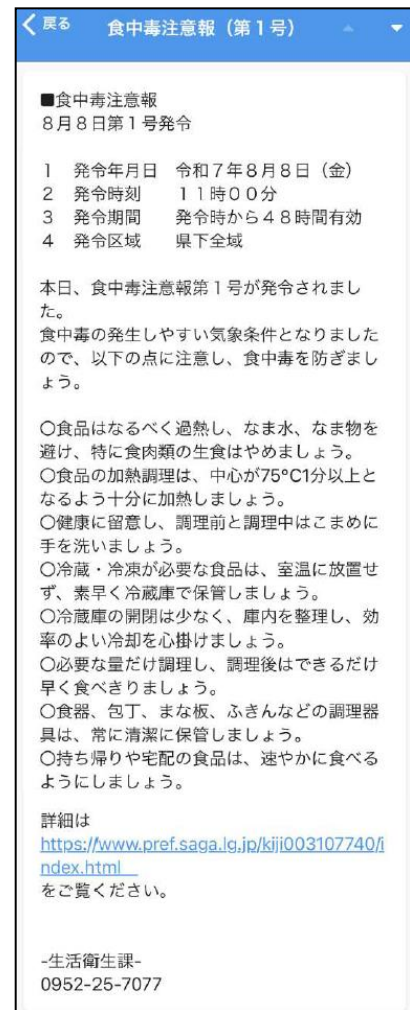 戻る 食中毒注意報（第１号）
■食中毒注意報
８月８日第１号発令
１　発令年月日　令和７年８月８日（金）
２　発令時刻　　１１時００分
３　発令期間　　発令時から４８時間有効
４　発令区域　　県下全域
本日、食中毒注意報第１号が発令されまし
た。
食中毒の発生しやすい気象条件となりました
ので、以下の点に注意し、食中毒を防ぎまし
ょう。
〇食品はなるべく過熱し、なま水、なま物を
避け、特に食肉類の生食はやめましょう。
〇食品の加熱調理は、中心が75°C1分以上と
なるよう十分に加熱しましょう。
〇健康に留意し、調理前と調理中はこまめに
手を洗いましょう。
〇冷蔵・冷凍が必要な食品は、室温に放置せ
ず、素早く冷蔵庫で保管しましょう。
〇冷蔵庫の開閉は少なく、庫内を整理し、効
率のよい冷却を心掛けましょう。
〇必要な量だけ調理し、調理後はできるだけ
早く食べきりましょう。
〇食器、包丁、まな板、ふきんなどの調理器
具は、常に清潔に保管しましょう。
〇持ち帰りや宅配の食品は、速やかに食べる
ようにしましょう。
詳細は
https://www.pref.saga.lg.jp/kiji003107740/i
ndex.html
をご覧ください。
-生活衛生課-
0952-25-7077